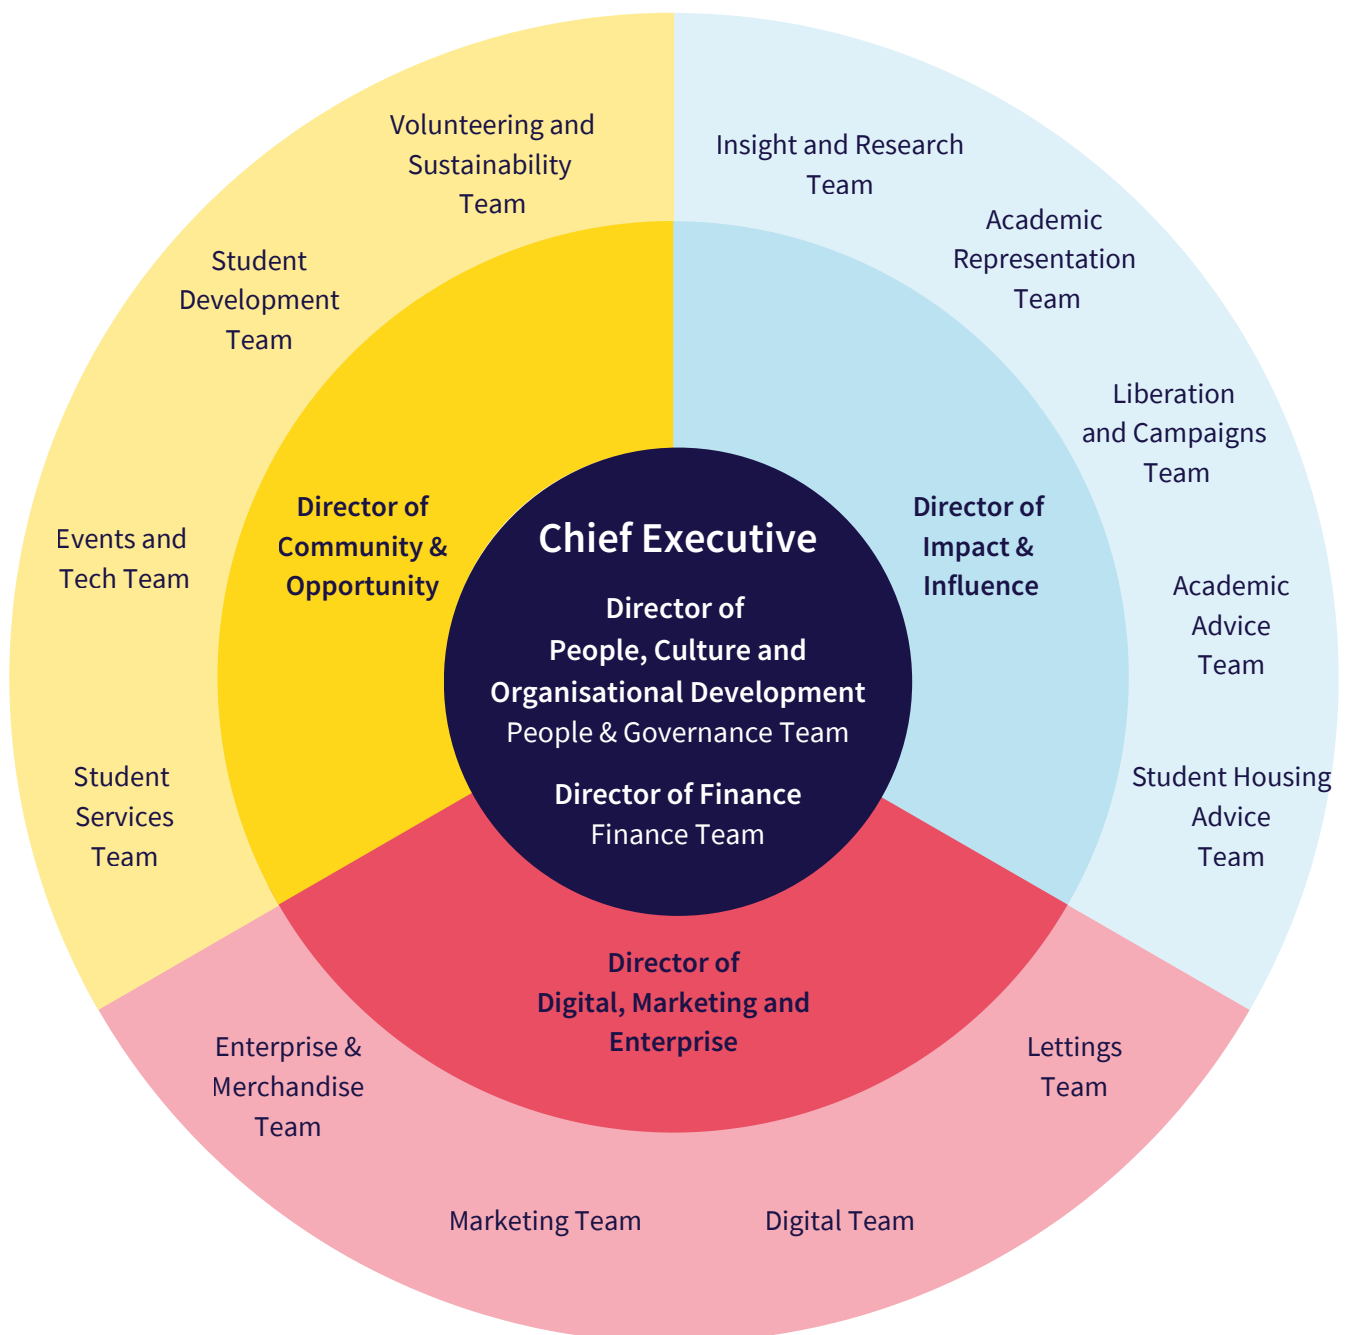 Volunteering and
Sustainability
Team
Student
Development
Team
Events and
Tech Team
Student
Services
Team
Director of
Community &
Opportunity
Insight and Research
Team
Academic
Representation
Team
Liberation
and Campaigns
Team
Academic
Advice
Team
Student Housing
Advice
Team
Director of
Impact &
Influence
Chief Executive
Director of
People, Culture and
Organisational Development
People & Governance Team
Director of Finance
Finance Team
Director of
Digital, Marketing and
Enterprise
Enterprise &
Merchandise
Team
Marketing Team
Digital Team
Lettings
Team